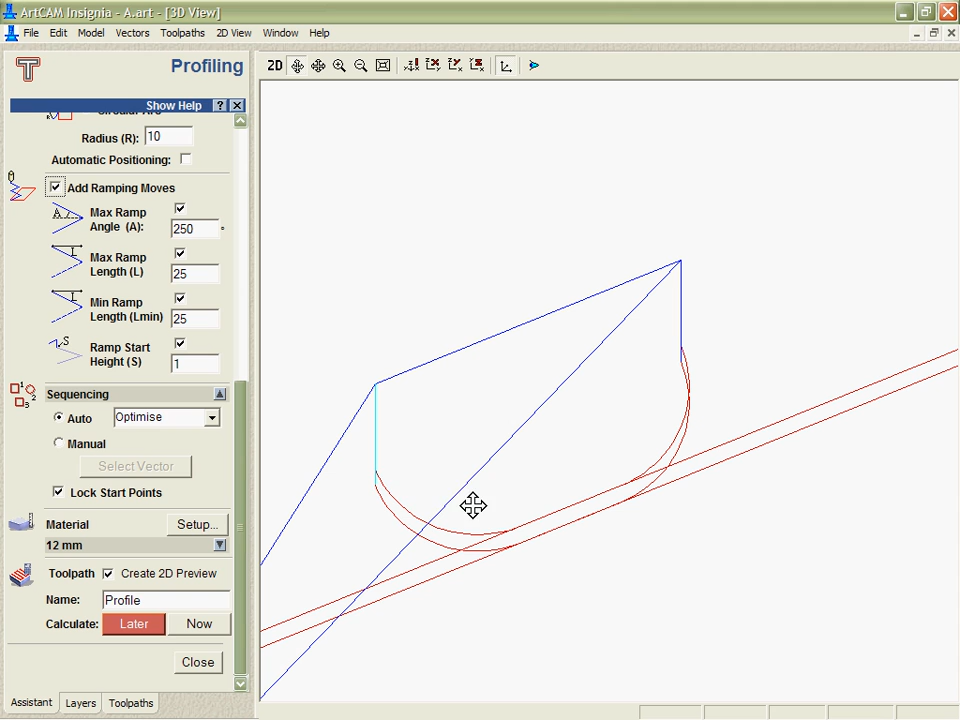 ArtCAM Insignia - A.art - [3D View]
File Edit Model Vectors Toolpaths 2D View Window Help
Profiling
2D
Show Help ? X
Radius (R): 10
Automatic Positioning:
Add Ramping Moves
Max Ramp
Angle (A): 250 °
Max Ramp
Length (L) 25
Min Ramp
Length (Lmin) 25
Ramp Start
Height (S) 1
Sequencing
Auto Optimise
Manual
Select Vector
Lock Start Points
Material Setup...
12 mm
Toolpath Create 2D Preview
Name: Profile
Calculate: Later Now
Close
Assistant Layers Toolpaths